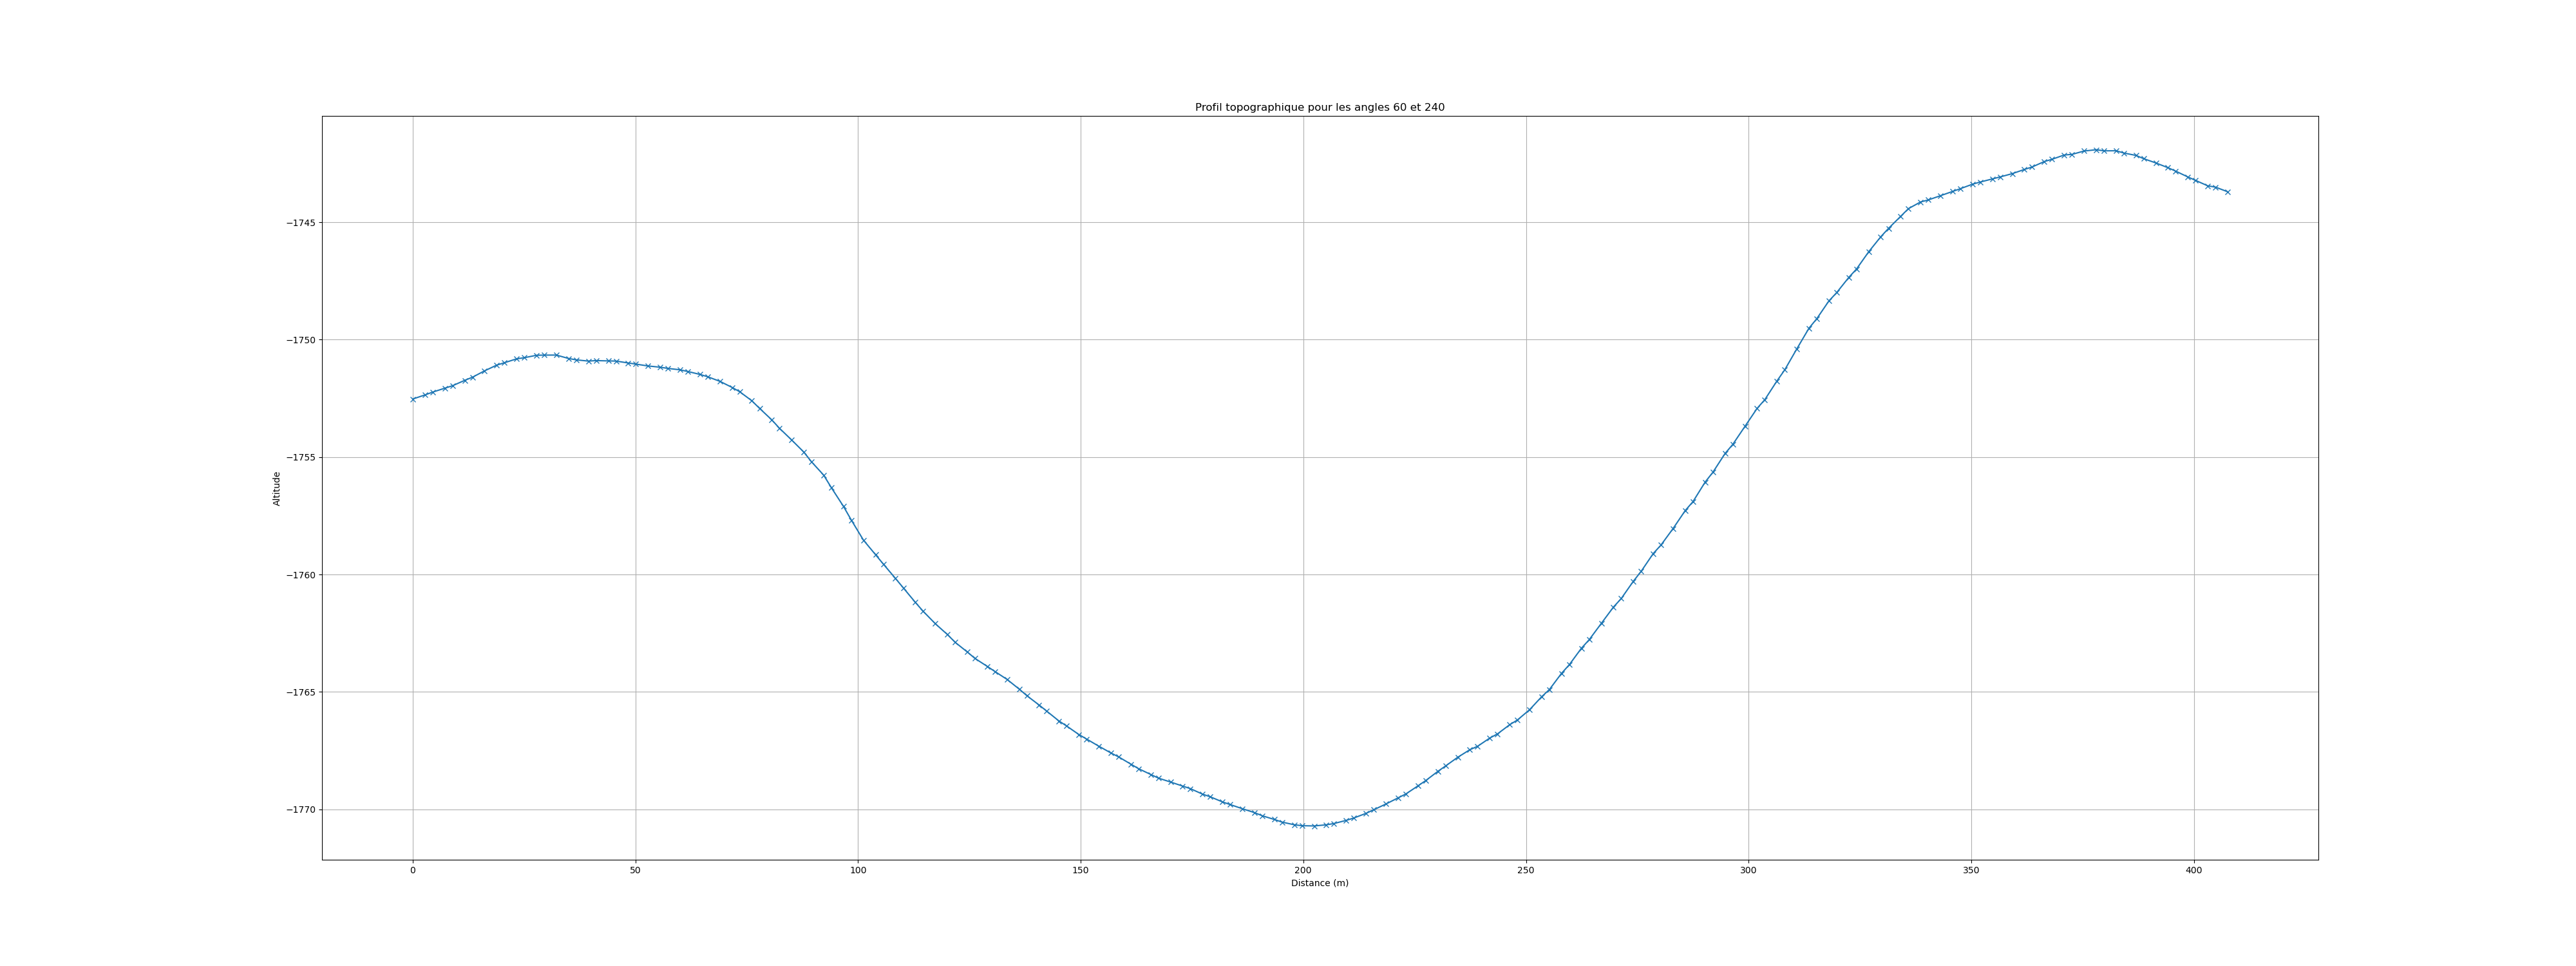 Profil topographique pour les angles 60 et 240
−1745
−1750
−1755
−1760
−1765
−1770
Altitude
0 50 100 150 200 250 300 350 400
Distance (m)